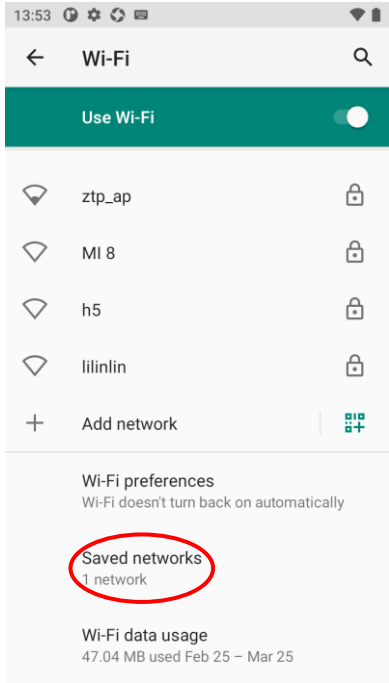 13:53
Wi-Fi
Use Wi-Fi
ztp_ap
MI 8
h5
lilinlin
Add network
Wi-Fi preferences
Wi-Fi doesn't turn back on automatically
Saved networks
1 network
Wi-Fi data usage
47.04 MB used Feb 25 – Mar 25